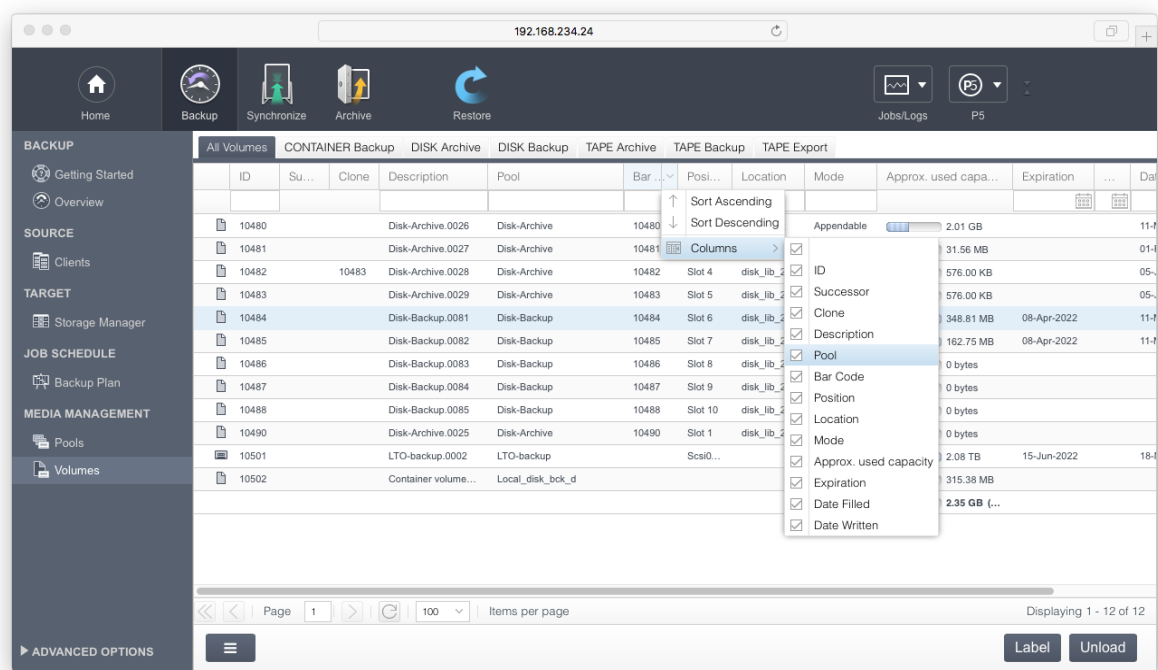 192.168.234.24
Home
Backup
Synchronize
Archive
Restore
Jobs/Logs
P5
P5
BACKUP
Getting Started
Overview
SOURCE
Clients
TARGET
Storage Manager
JOB SCHEDULE
Backup Plan
MEDIA MANAGEMENT
Pools
Volumes
ADVANCED OPTIONS
All Volumes CONTAINER Backup DISK Archive DISK Backup TAPE Archive TAPE Backup TAPE Export
ID Su... Clone Description Pool Bar ... Posi... Location Mode Approx. used capa... Expiration ...
10480 Disk-Archive.0026 Disk-Archive 10480 Appendable 2.01 GB
10481 Disk-Archive.0027 Disk-Archive 10481 31.56 MB
10482 10483 Disk-Archive.0028 Disk-Archive 10482 Slot 4 disk_lib_2 576.00 KB
10483 Disk-Archive.0029 Disk-Archive 10483 Slot 5 disk_lib_2 576.00 KB
10484 Disk-Backup.0081 Disk-Backup 10484 Slot 6 disk_lib_2 348.81 MB 08-Apr-2022
10485 Disk-Backup.0082 Disk-Backup 10485 Slot 7 disk_lib_2 162.75 MB 08-Apr-2022
10486 Disk-Backup.0083 Disk-Backup 10486 Slot 8 disk_lib_2 0 bytes
10487 Disk-Backup.0084 Disk-Backup 10487 Slot 9 disk_lib_2 0 bytes
10488 Disk-Backup.0085 Disk-Backup 10488 Slot 10 disk_lib_2 0 bytes
10490 Disk-Archive.0025 Disk-Archive 10490 Slot 1 disk_lib_2 0 bytes
10501 LTO-backup.0002 LTO-backup Scsi0... 2.08 TB 15-Jun-2022
10502 Container volume... Local_disk_bck_d 315.38 MB
2.35 GB (...
Sort Ascending
Sort Descending
Columns
ID
Successor
Clone
Description
Pool
Bar Code
Position
Location
Mode
Approx. used capacity
Expiration
Date Filled
Date Written
Page 1 100 Items per page Displaying 1 - 12 of 12
Label Unload